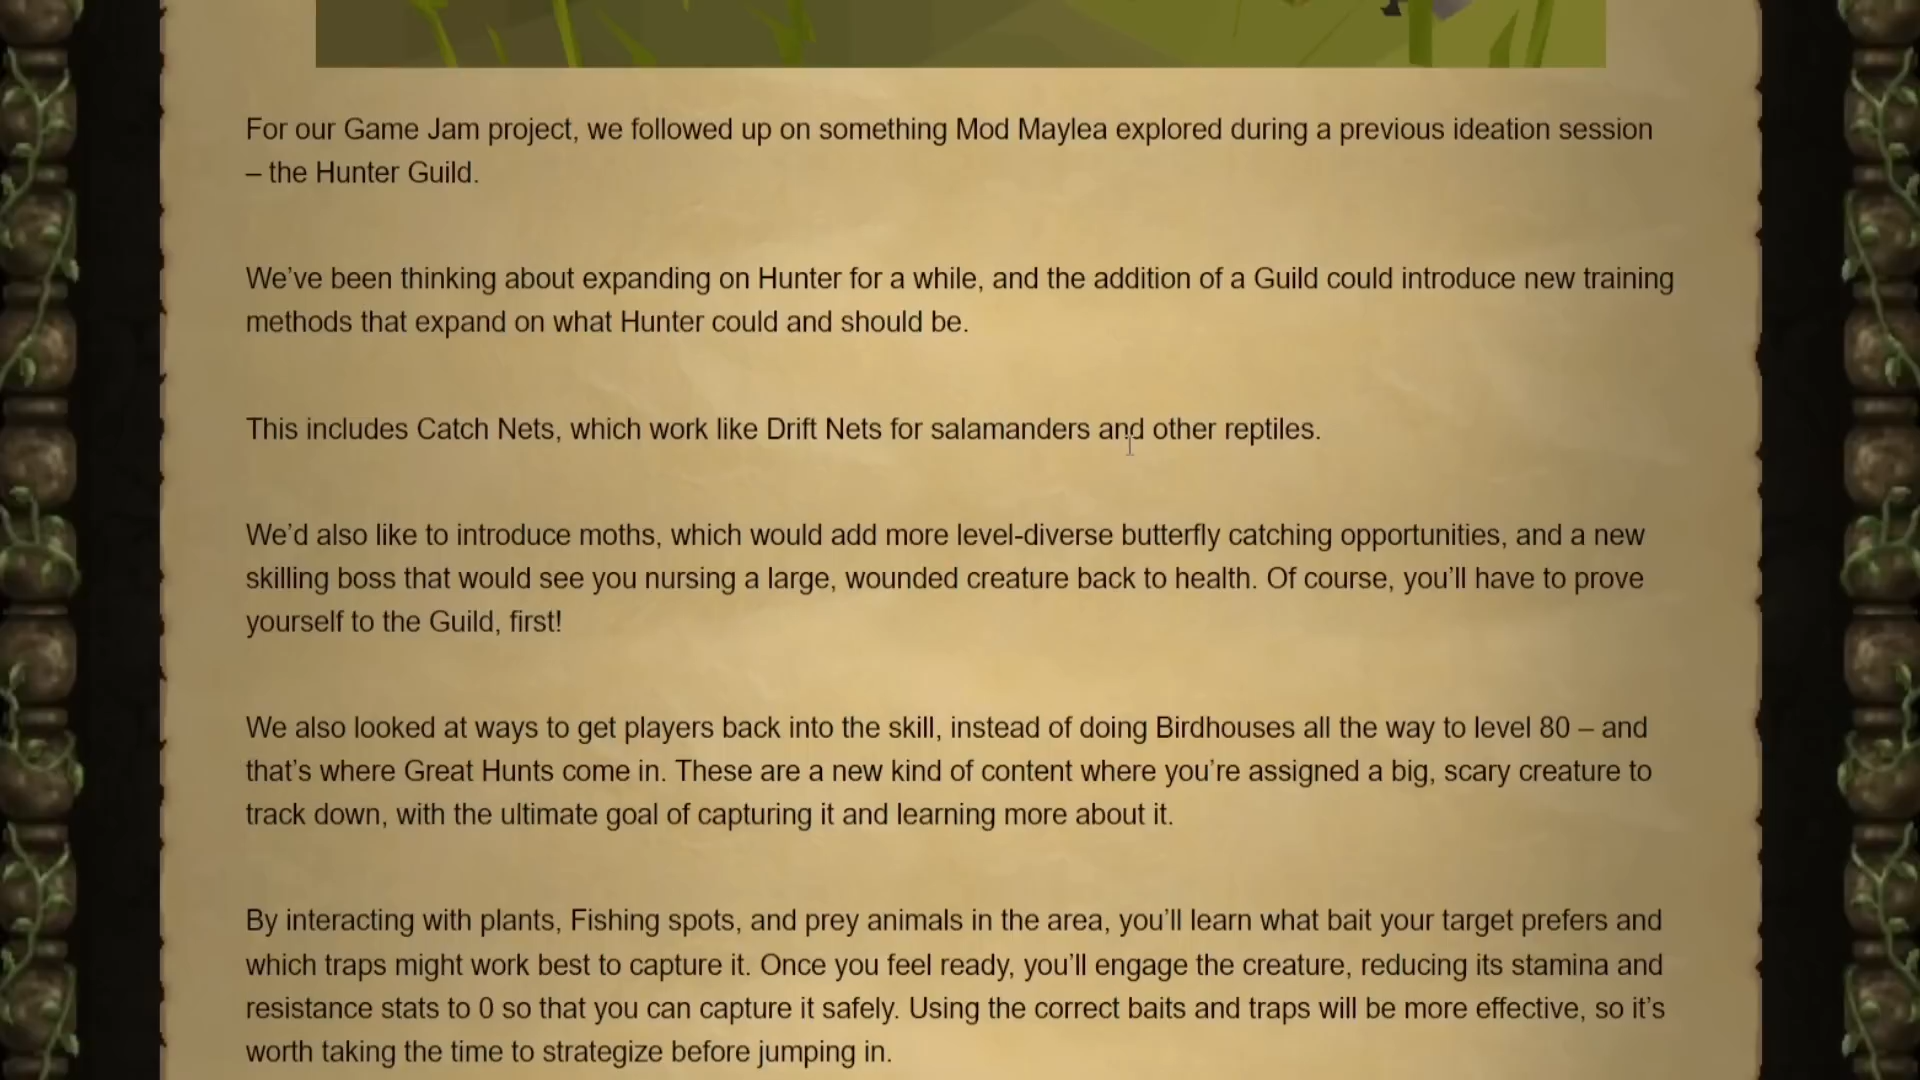 For our Game Jam project, we followed up on something Mod Maylea explored during a previous ideation session
– the Hunter Guild.
We’ve been thinking about expanding on Hunter for a while, and the addition of a Guild could introduce new training
methods that expand on what Hunter could and should be.
This includes Catch Nets, which work like Drift Nets for salamanders and other reptiles.
We’d also like to introduce moths, which would add more level-diverse butterfly catching opportunities, and a new
skilling boss that would see you nursing a large, wounded creature back to health. Of course, you’ll have to prove
yourself to the Guild, first!
We also looked at ways to get players back into the skill, instead of doing Birdhouses all the way to level 80 – and
that’s where Great Hunts come in. These are a new kind of content where you’re assigned a big, scary creature to
track down, with the ultimate goal of capturing it and learning more about it.
By interacting with plants, Fishing spots, and prey animals in the area, you’ll learn what bait your target prefers and
which traps might work best to capture it. Once you feel ready, you’ll engage the creature, reducing its stamina and
resistance stats to 0 so that you can capture it safely. Using the correct baits and traps will be more effective, so it’s
worth taking the time to strategize before jumping in.